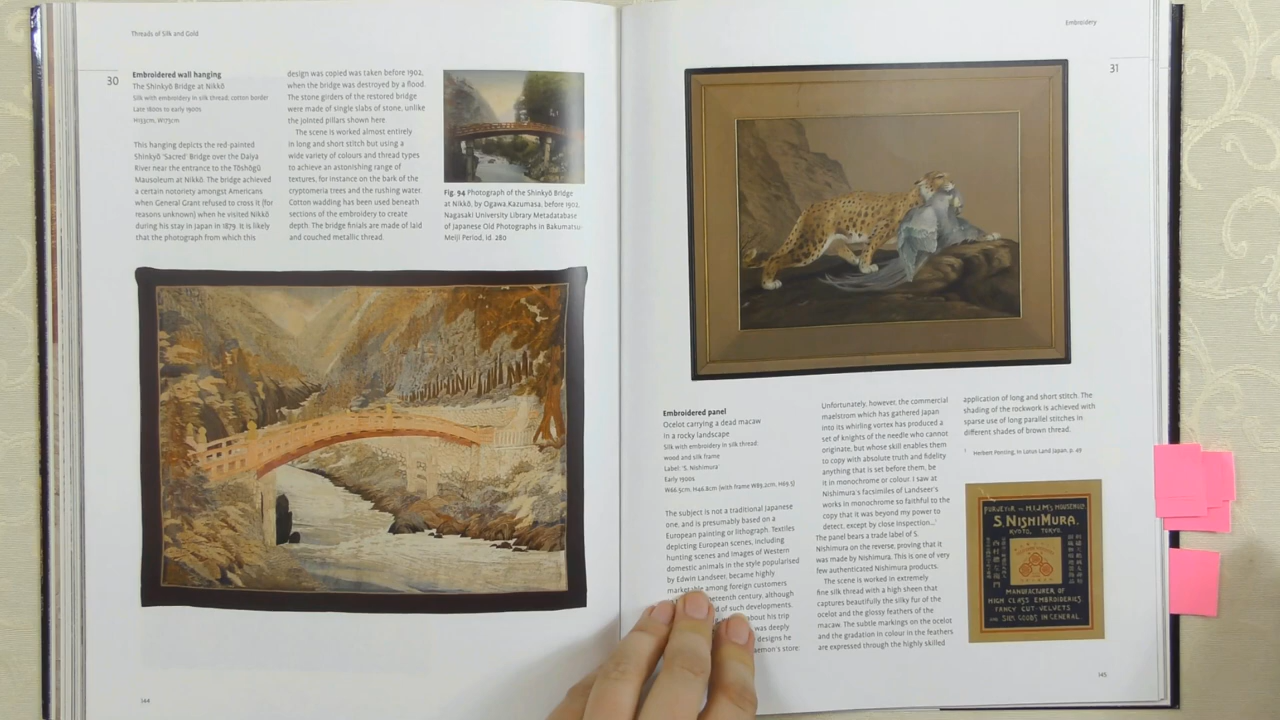 Threads of Silk and Gold
30
Embroidered wall hanging
The Shinkyō Bridge at Nikkō
Silk with embroidery in silk thread; cotton border
Late 1800s to early 1900s
H133cm, W173cm
This hanging depicts the red-painted
Shinkyō 'Sacred' Bridge over the Daiya
River near the entrance to the Tōshōgū
Mausoleum at Nikkō. The bridge achieved
a certain notoriety amongst Americans
when General Grant refused to cross it (for
reasons unknown) when he visited Nikkō
during his stay in Japan in 1879. It is likely
that the photograph from which this
design was copied was taken before 1902,
when the bridge was destroyed by a flood.
The stone girders of the restored bridge
were made of single slabs of stone, unlike
the jointed pillars shown here.
The scene is worked almost entirely
in long and short stitch but using a
wide variety of colours and thread types
to achieve an astonishing range of
textures, for instance on the bark of the
cryptomeria trees and the rushing water.
Cotton wadding has been used beneath
sections of the embroidery to create
depth. The bridge finials are made of laid
and couched metallic thread.
Fig. 94 Photograph of the Shinkyō Bridge
at Nikkō, by Ogawa Kazumasa, before 1902,
Nagasaki University Library Metadatabase
of Japanese Old Photographs in Bakumatsu-
Meiji Period, id. 280
144
Embroidery
31
Embroidered panel
Ocelot carrying a dead macaw
in a rocky landscape
Silk with embroidery in silk thread;
wood and silk frame
Label: 'S. Nishimura'
Early 1900s
W66.5cm, H46.8cm (with frame W89.2cm, H69.5)
The subject is not a traditional Japanese
one, and is presumably based on a
European painting or lithograph. Textiles
depicting European scenes, including
hunting scenes and images of Western
domestic animals in the style popularised
by Edwin Landseer, became highly
marketable among foreign customers
nineteenth century, although
of such developments.
about his trip
was deeply
designs he
store:
Unfortunately, however, the commercial
maelstrom which has gathered Japan
into its whirling vortex has produced a
set of knights of the needle who cannot
originate, but whose skill enables them
to copy with absolute truth and fidelity
anything that is set before them, be
it in monochrome or colour. I saw at
Nishimura's facsimiles of Landseer's
works in monochrome so faithful to the
copy that it was beyond my power to
detect, except by close inspection...¹
The panel bears a trade label of S.
Nishimura on the reverse, proving that it
was made by Nishimura. This is one of very
few authenticated Nishimura products.
The scene is worked in extremely
fine silk thread with a high sheen that
captures beautifully the silky fur of the
ocelot and the glossy feathers of the
macaw. The subtle markings on the ocelot
and the gradation in colour in the feathers
are expressed through the highly skilled
application of long and short stitch. The
shading of the rockwork is achieved with
sparse use of long parallel stitches in
different shades of brown thread.
1 Herbert Ponting, In Lotus Land Japan, p. 49
PURVEYOR TO H.I.J.M'S HOUSEHOLD.
S. NISHIMURA.
KYOTO, TOKYO.
MANUFACTURER OF
HIGH CLASS EMBROIDERIES
FANCY CUT-VELVETS
AND SILK GOODS IN GENERAL.
145